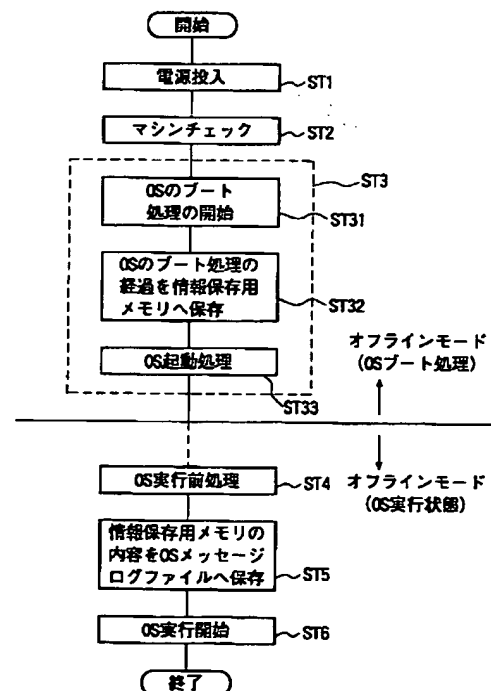 開始
電源投入
ST1
マシンチェック
ST2
ST3
OSのブート
処理の開始
ST31
OSのブート処理の
経過を情報保存用
メモリへ保存
ST32
OS起動処理
ST33
オフラインモード
(OSブート処理)
OS実行前処理
ST4
オフラインモード
(OS実行状態)
情報保存用メモリの
内容をOSメッセージ
ログファイルへ保存
ST5
OS実行開始
ST6
終了